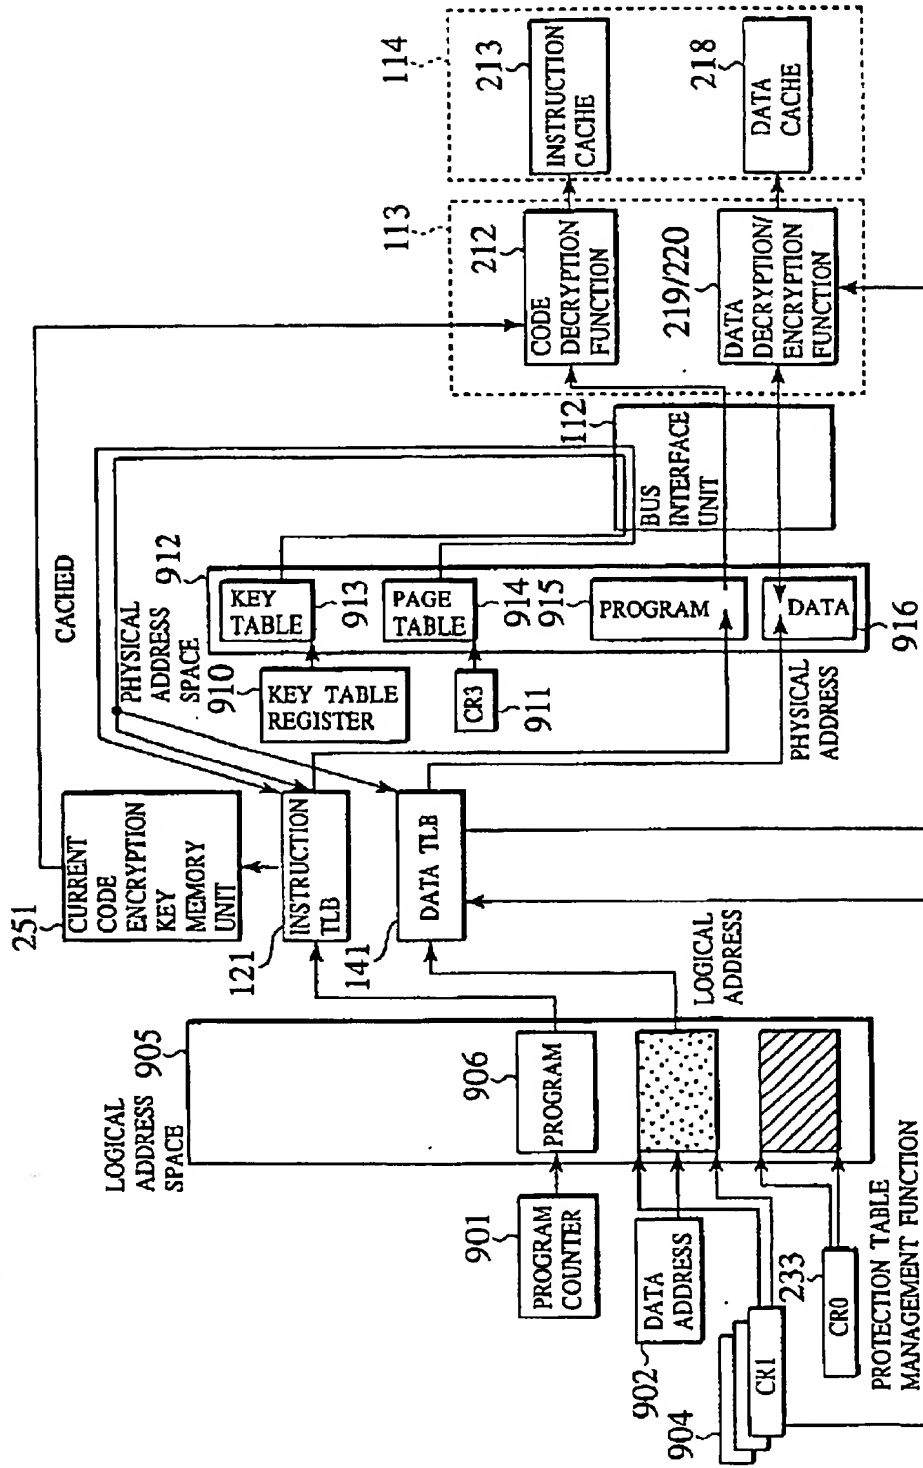 LOGICAL
ADDRESS
SPACE
905
PROGRAM
906
901
PROGRAM
COUNTER
902
DATA
ADDRESS
904
CR1
233
CR0
PROTECTION TABLE
MANAGEMENT FUNCTION
LOGICAL
ADDRESS
251
CURRENT
CODE
ENCRYPTION
KEY
MEMORY
UNIT
121
INSTRUCTION
TLB
141
DATA TLB
CACHED
PHYSICAL
ADDRESS
SPACE
912
910
KEY TABLE
REGISTER
KEY
TABLE
913
CR3
911
PAGE
TABLE
914
915
PROGRAM
DATA
916
PHYSICAL
ADDRESS
112
BUS
INTERFACE
UNIT
113
212
CODE
DECRYPTION
FUNCTION
219/220
DATA
DECRYPTION/
ENCRYPTION
FUNCTION
114
213
INSTRUCTION
CACHE
218
DATA
CACHE